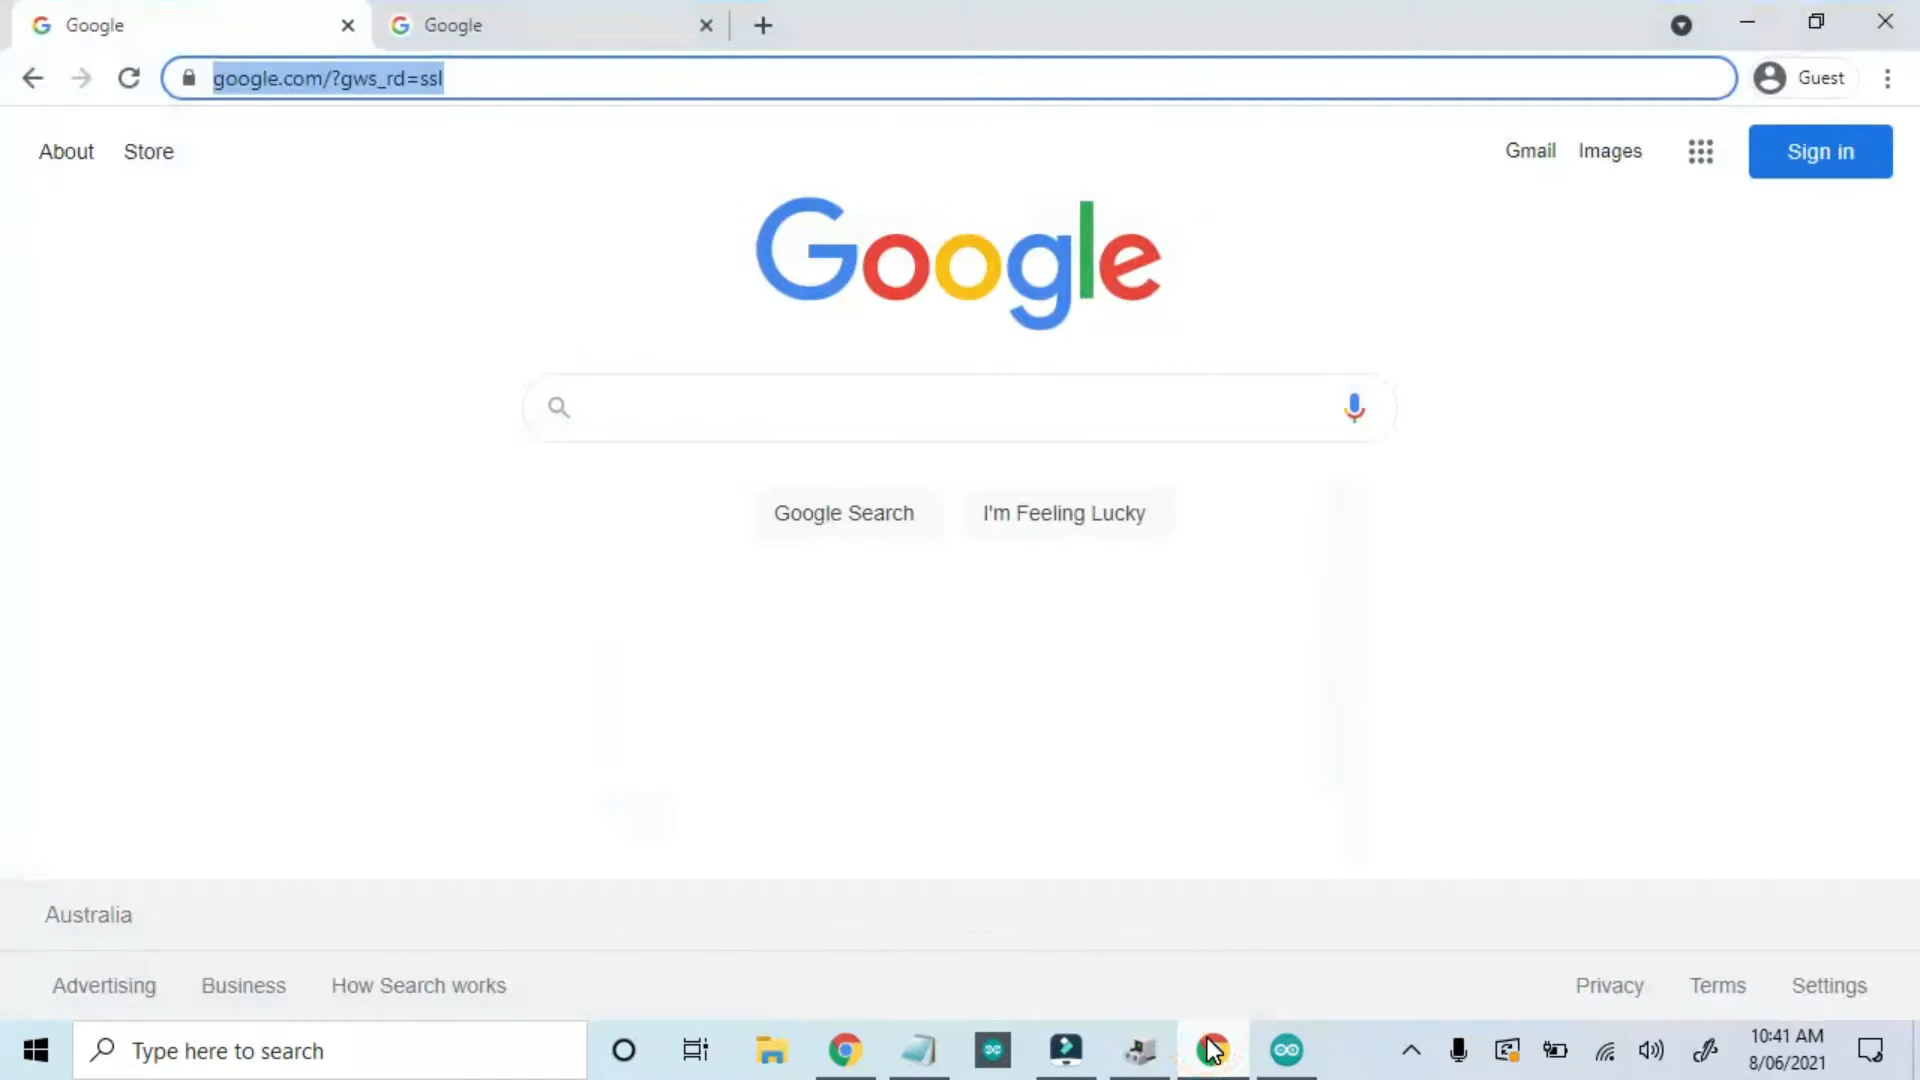 Google
Google
google.com/?gws_rd=ssl
Guest
About
Store
Gmail
Images
Sign in
Google
Google Search
I'm Feeling Lucky
Australia
Advertising
Business
How Search works
Privacy
Terms
Settings
Type here to search
10:41 AM
8/06/2021